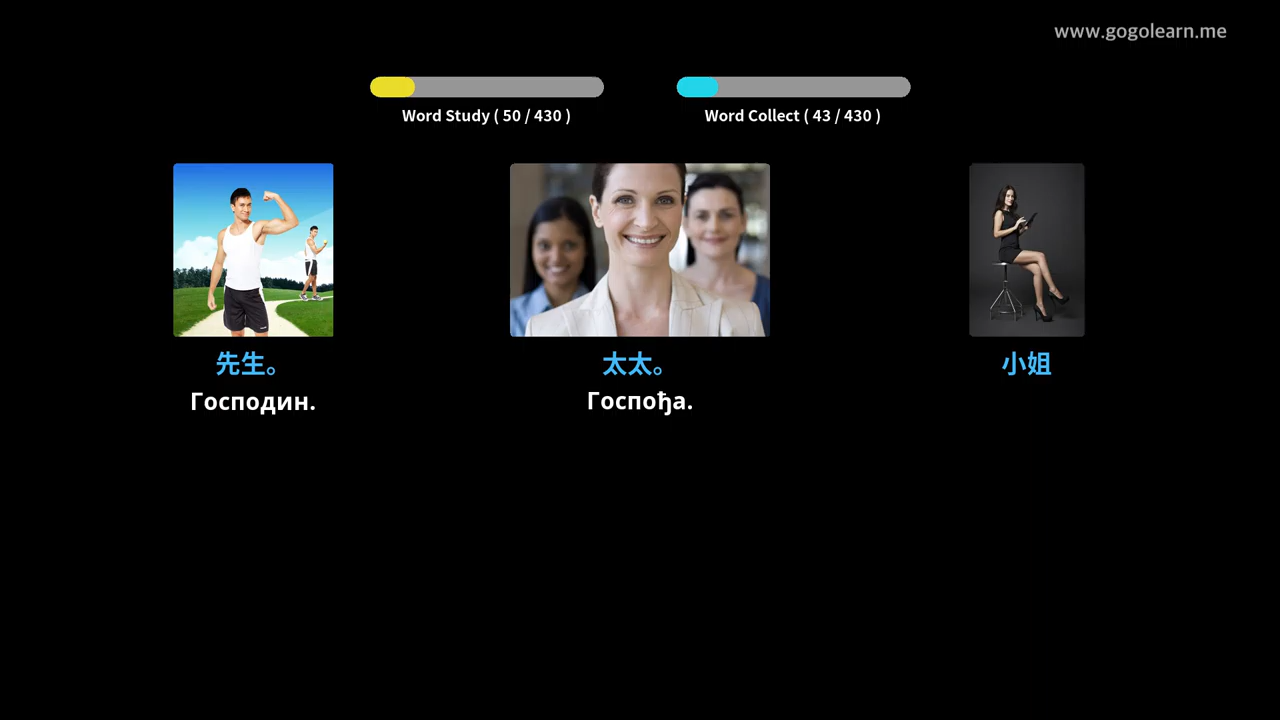 www.gogolearn.me
Word Study ( 50 / 430 )
Word Collect ( 43 / 430 )
先生。
太太。
小姐
Господин.
Госпођа.